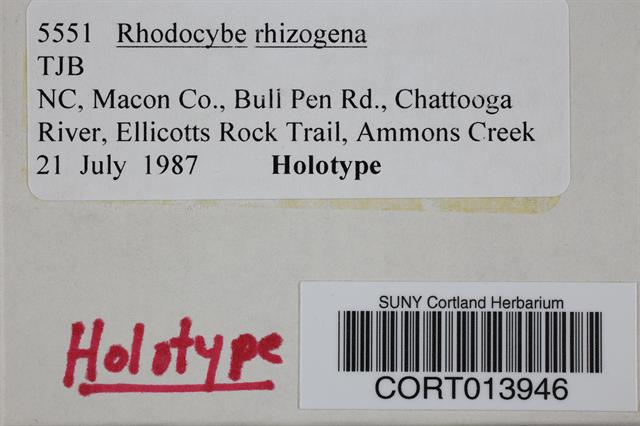 5551 Rhodocybe rhizogena
TJB
NC, Macon Co., Bull Pen Rd., Chattooga
River, Ellicotts Rock Trail, Ammons Creek
21 July 1987 Holotype
Holotype
SUNY Cortland Herbarium
CORT013946